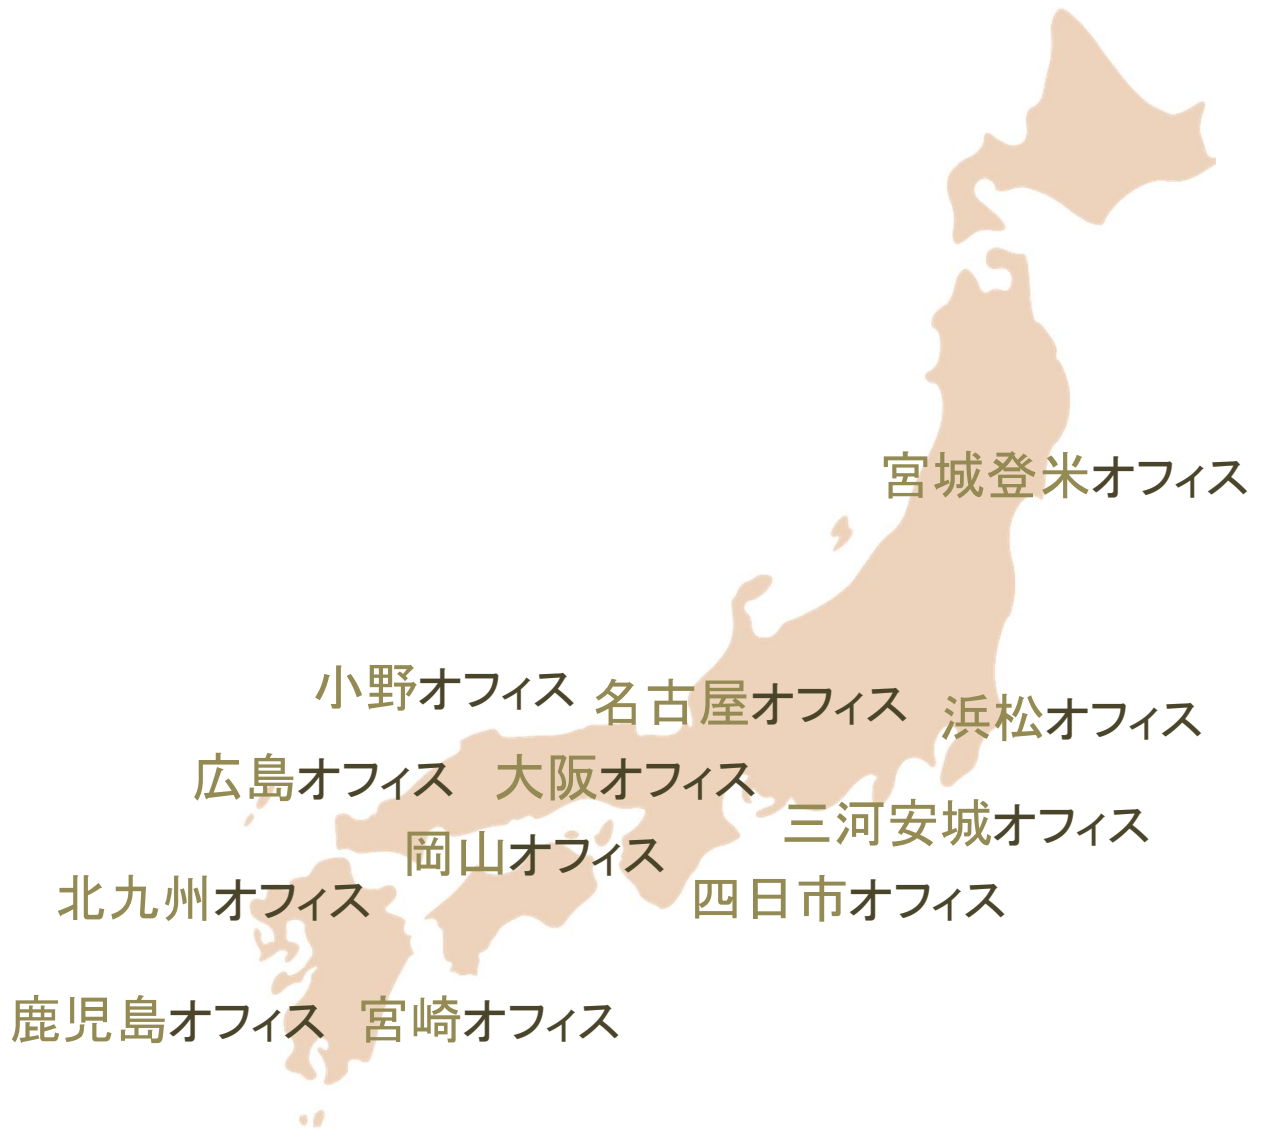 宮城登米オフィス
小野オフィス
名古屋オフィス
浜松オフィス
広島オフィス
大阪オフィス
三河安城オフィス
岡山オフィス
北九州オフィス
四日市オフィス
鹿児島オフィス
宮崎オフィス